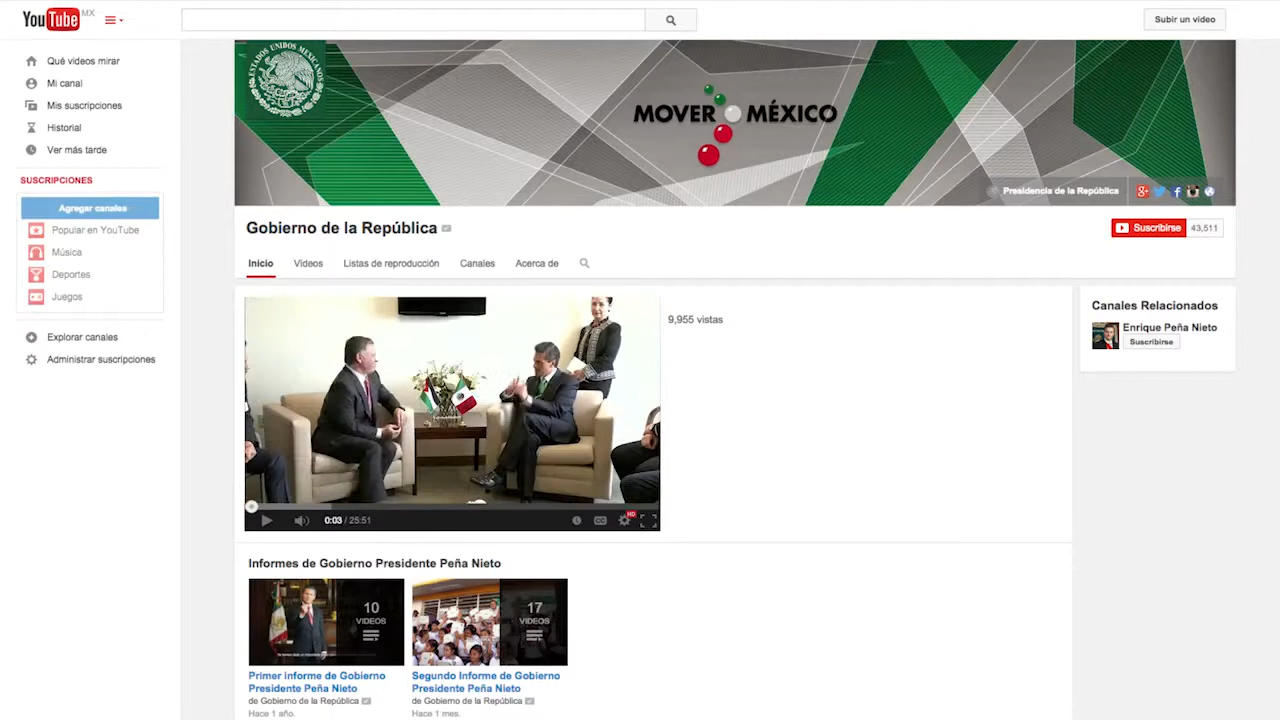 YouTube MX
Subir un video
Qué videos mirar
Mi canal
Mis suscripciones
Historial
Ver más tarde
SUSCRIPCIONES
Agregar canales
Popular en YouTube
Música
Deportes
Juegos
Explorar canales
Administrar suscripciones
ESTADOS UNIDOS MEXICANOS
MOVER MÉXICO
Presidencia de la República
Gobierno de la República
Suscribirse 43,511
Inicio Videos Listas de reproducción Canales Acerca de
9,955 vistas
0:03 / 25:51
CC HD
Canales Relacionados
Enrique Peña Nieto
Suscribirse
Informes de Gobierno Presidente Peña Nieto
10
VIDEOS
17
VIDEOS
Primer informe de Gobierno
Presidente Peña Nieto
de Gobierno de la República
Hace 1 año.
Segundo Informe de Gobierno
Presidente Peña Nieto
de Gobierno de la República
Hace 1 mes.